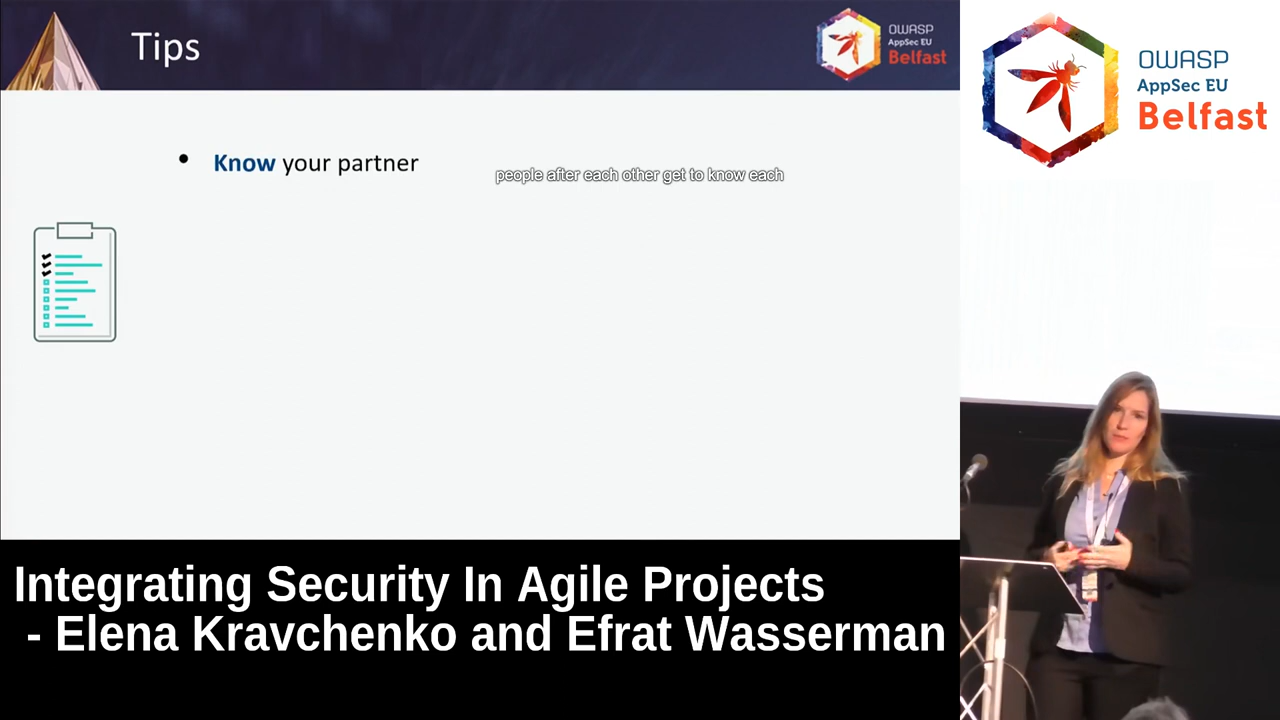 Tips
OWASP
AppSec EU
Belfast
• Know your partner
people after each other get to know each
OWASP
AppSec EU
Belfast
Integrating Security In Agile Projects
- Elena Kravchenko and Efrat Wasserman